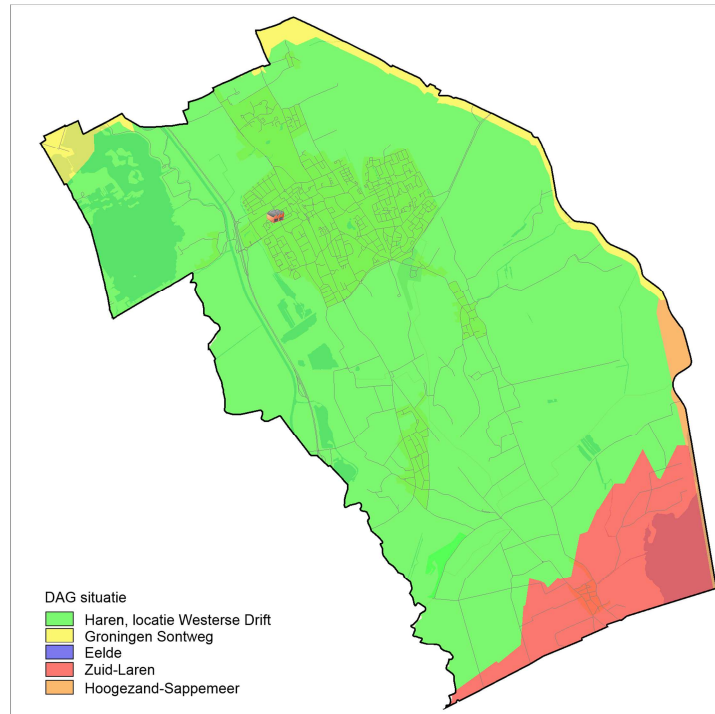 DAG situatie
Haren, locatie Westerse Drift
Groningen Sontweg
Eelde
Zuid-Laren
Hoogezand-Sappemeer